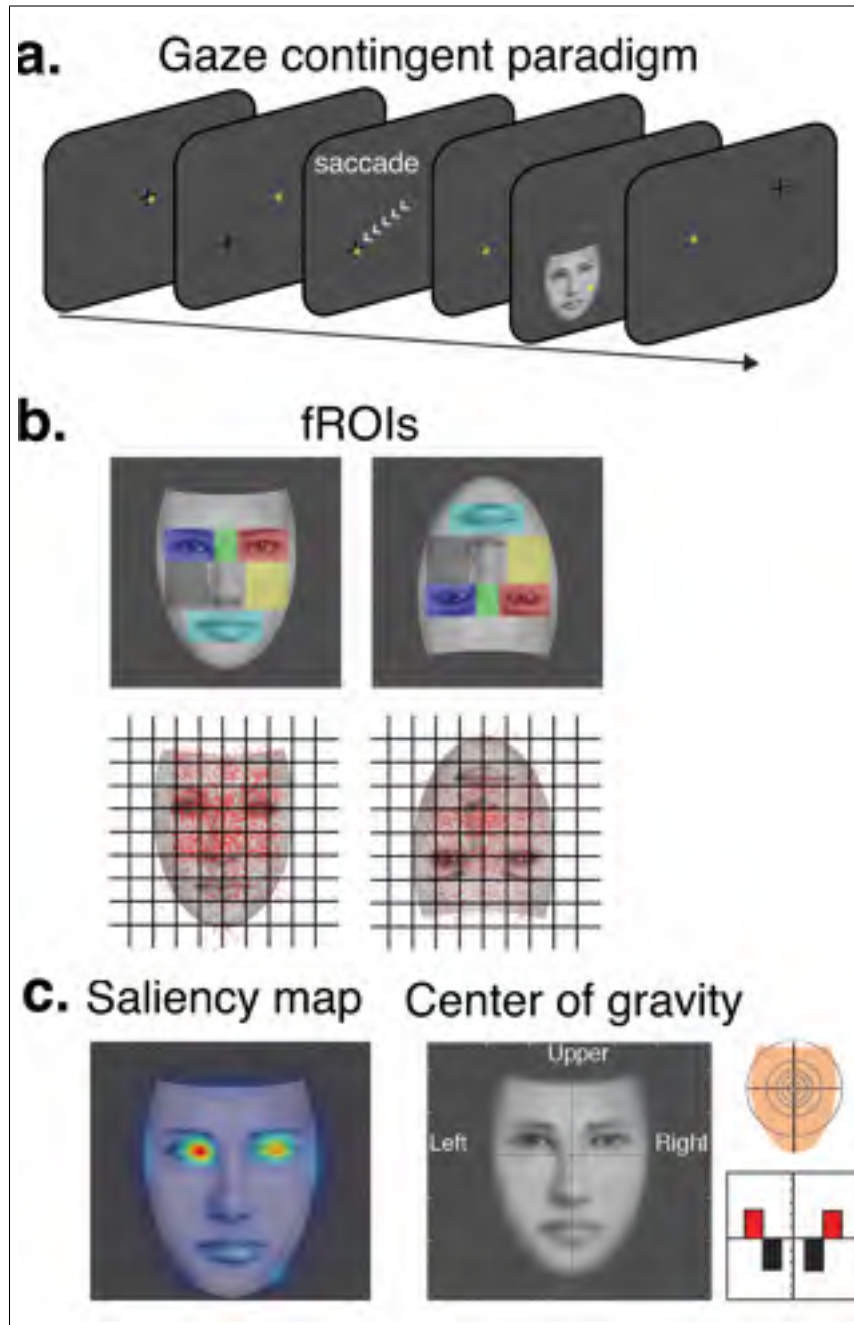 a. Gaze contingent paradigm
saccade
b. fROIs
c. Saliency map Center of gravity
Upper
Left Right